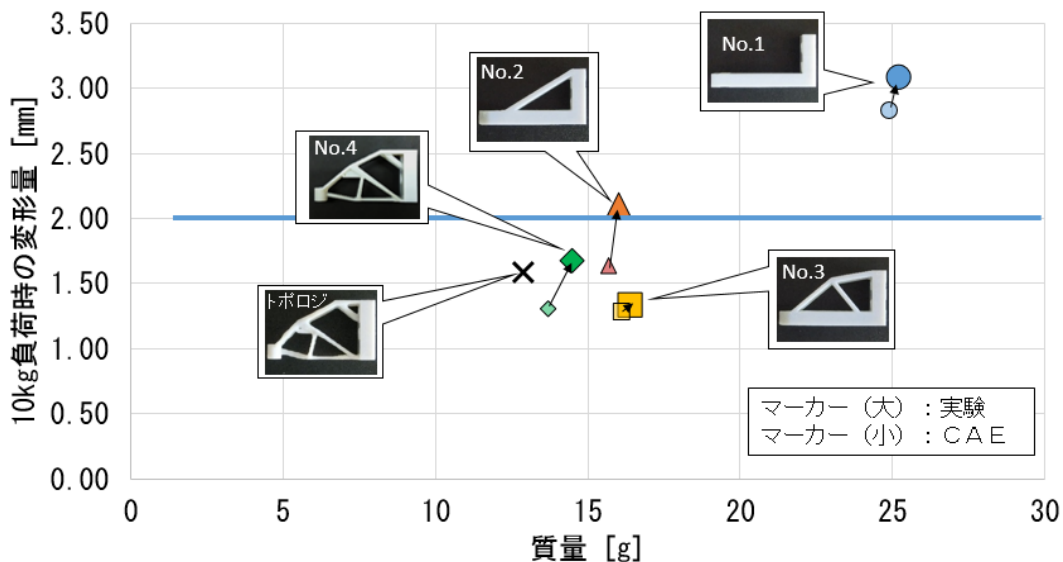 3.50
3.00
2.50
2.00
1.50
1.00
0.50
0.00
10kg負荷時の変形量 [mm]
No.1
No.2
No.4
トポロジ
No.3
マーカー（大）：実験
マーカー（小）：ＣＡＥ
0 5 10 15 20 25 30
質量 [g]